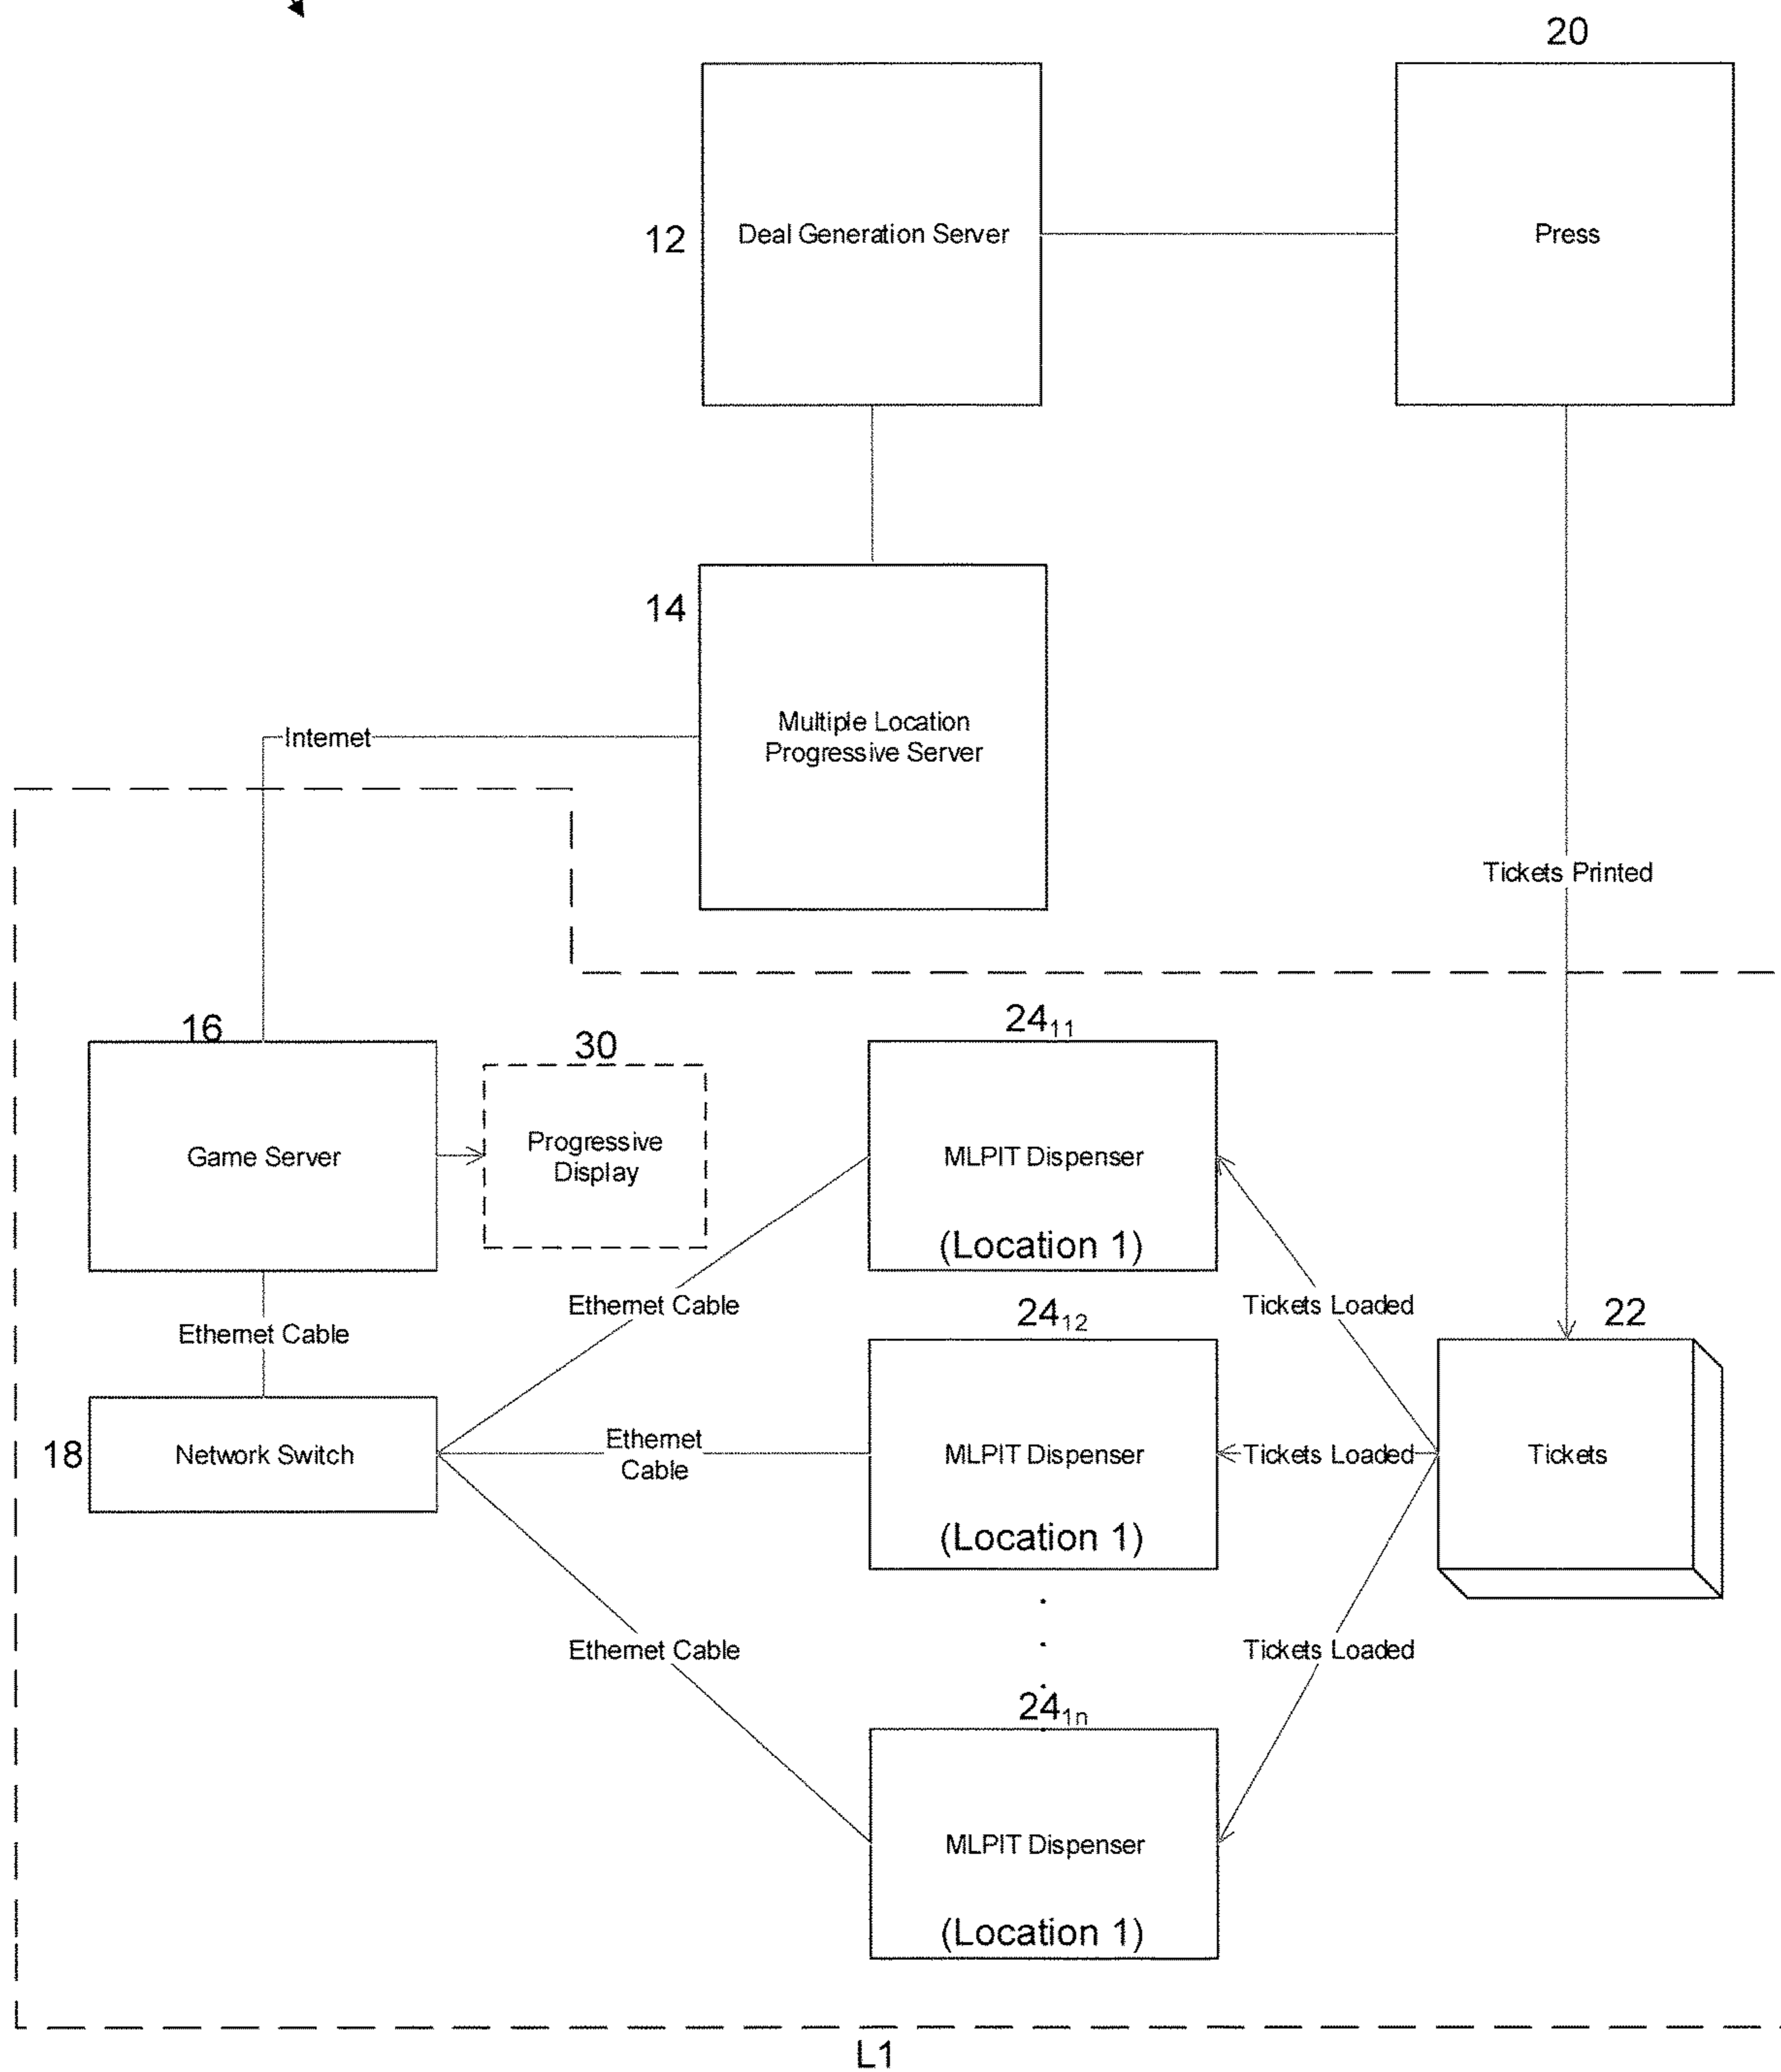 20
12
Deal Generation Server
Press
14
Multiple Location
Progressive Server
Internet
Tickets Printed
16
30
24₁₁
Game Server
Progressive
Display
MLPIT Dispenser
(Location 1)
Ethernet Cable
Ethernet Cable
Tickets Loaded
24₁₂
22
18
Network Switch
Ethernet
Cable
MLPIT Dispenser
(Location 1)
Tickets Loaded
Tickets
Ethernet Cable
Tickets Loaded
24₁ₙ
MLPIT Dispenser
(Location 1)
L1